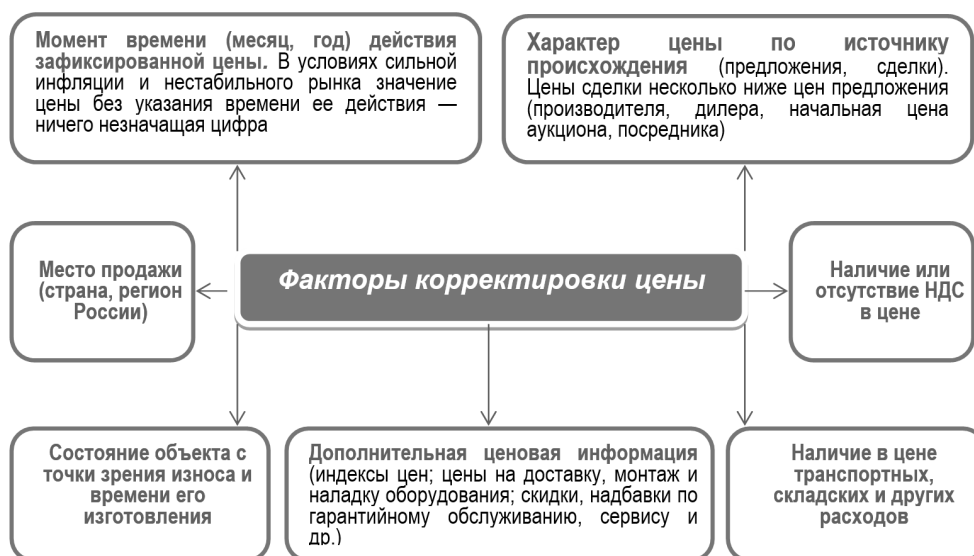 Момент времени (месяц, год) действия
зафиксированной цены. В условиях сильной
инфляции и нестабильного рынка значение
цены без указания времени ее действия —
ничего незначащая цифра
Характер цены по источнику
происхождения (предложения, сделки).
Цены сделки несколько ниже цен предложения
(производителя, дилера, начальная цена
аукциона, посредника)
Место продажи
(страна, регион
России)
Факторы корректировки цены
Наличие или
отсутствие НДС
в цене
Состояние объекта с
точки зрения износа и
времени его
изготовления
Дополнительная ценовая информация
(индексы цен; цены на доставку, монтаж и
наладку оборудования; скидки, надбавки по
гарантийному обслуживанию, сервису и
др.)
Наличие в цене
транспортных,
складских и других
расходов